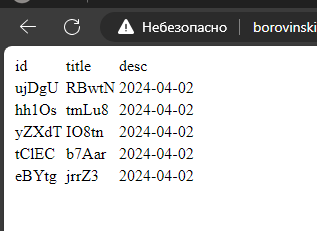 Небезопасно borovinski
id title desc
ujDgU RBwtN 2024-04-02
hh1Os tmLu8 2024-04-02
yZXdT IO8tn 2024-04-02
tClEC b7Aar 2024-04-02
eBYtg jrrZ3 2024-04-02